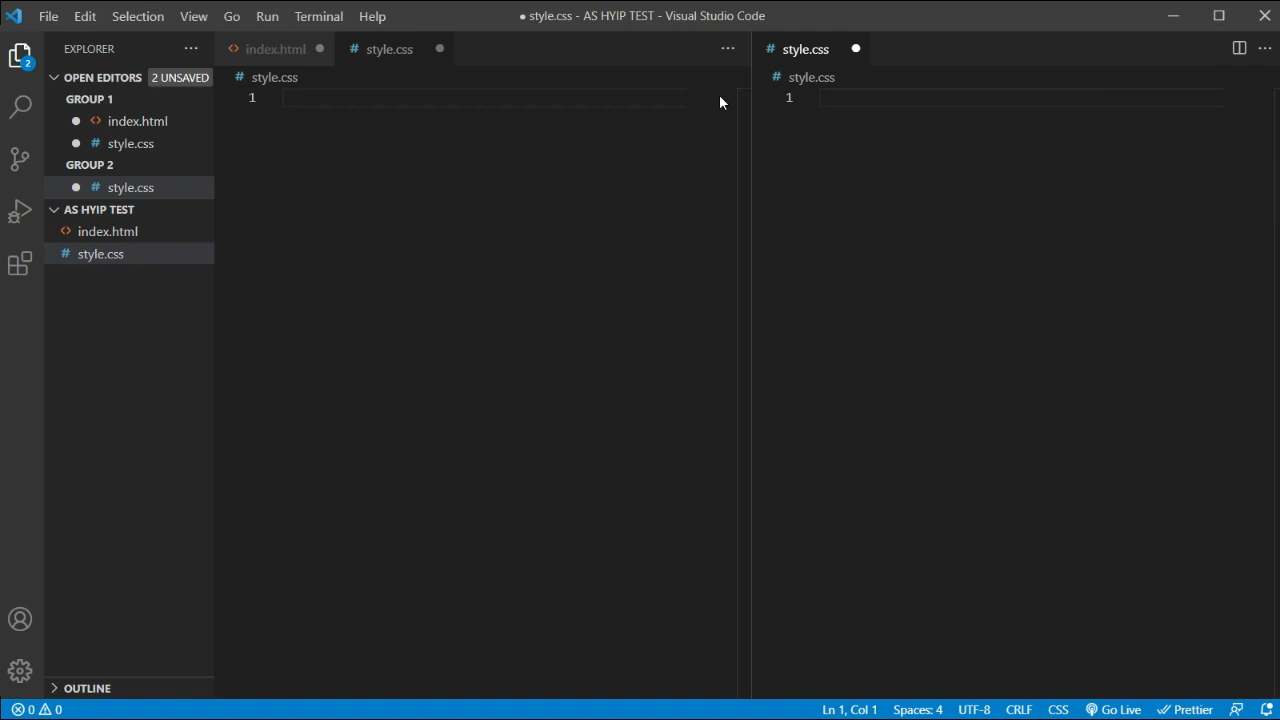 File Edit Selection View Go Run Terminal Help ● style.css - AS HYIP TEST - Visual Studio Code
EXPLORER ···
index.html
# style.css
···
# style.css
···
2
OPEN EDITORS 2 UNSAVED
# style.css
# style.css
GROUP 1
1
1
index.html
# style.css
GROUP 2
# style.css
AS HYIP TEST
index.html
# style.css
OUTLINE
0 0 Ln 1, Col 1 Spaces: 4 UTF-8 CRLF CSS Go Live Prettier